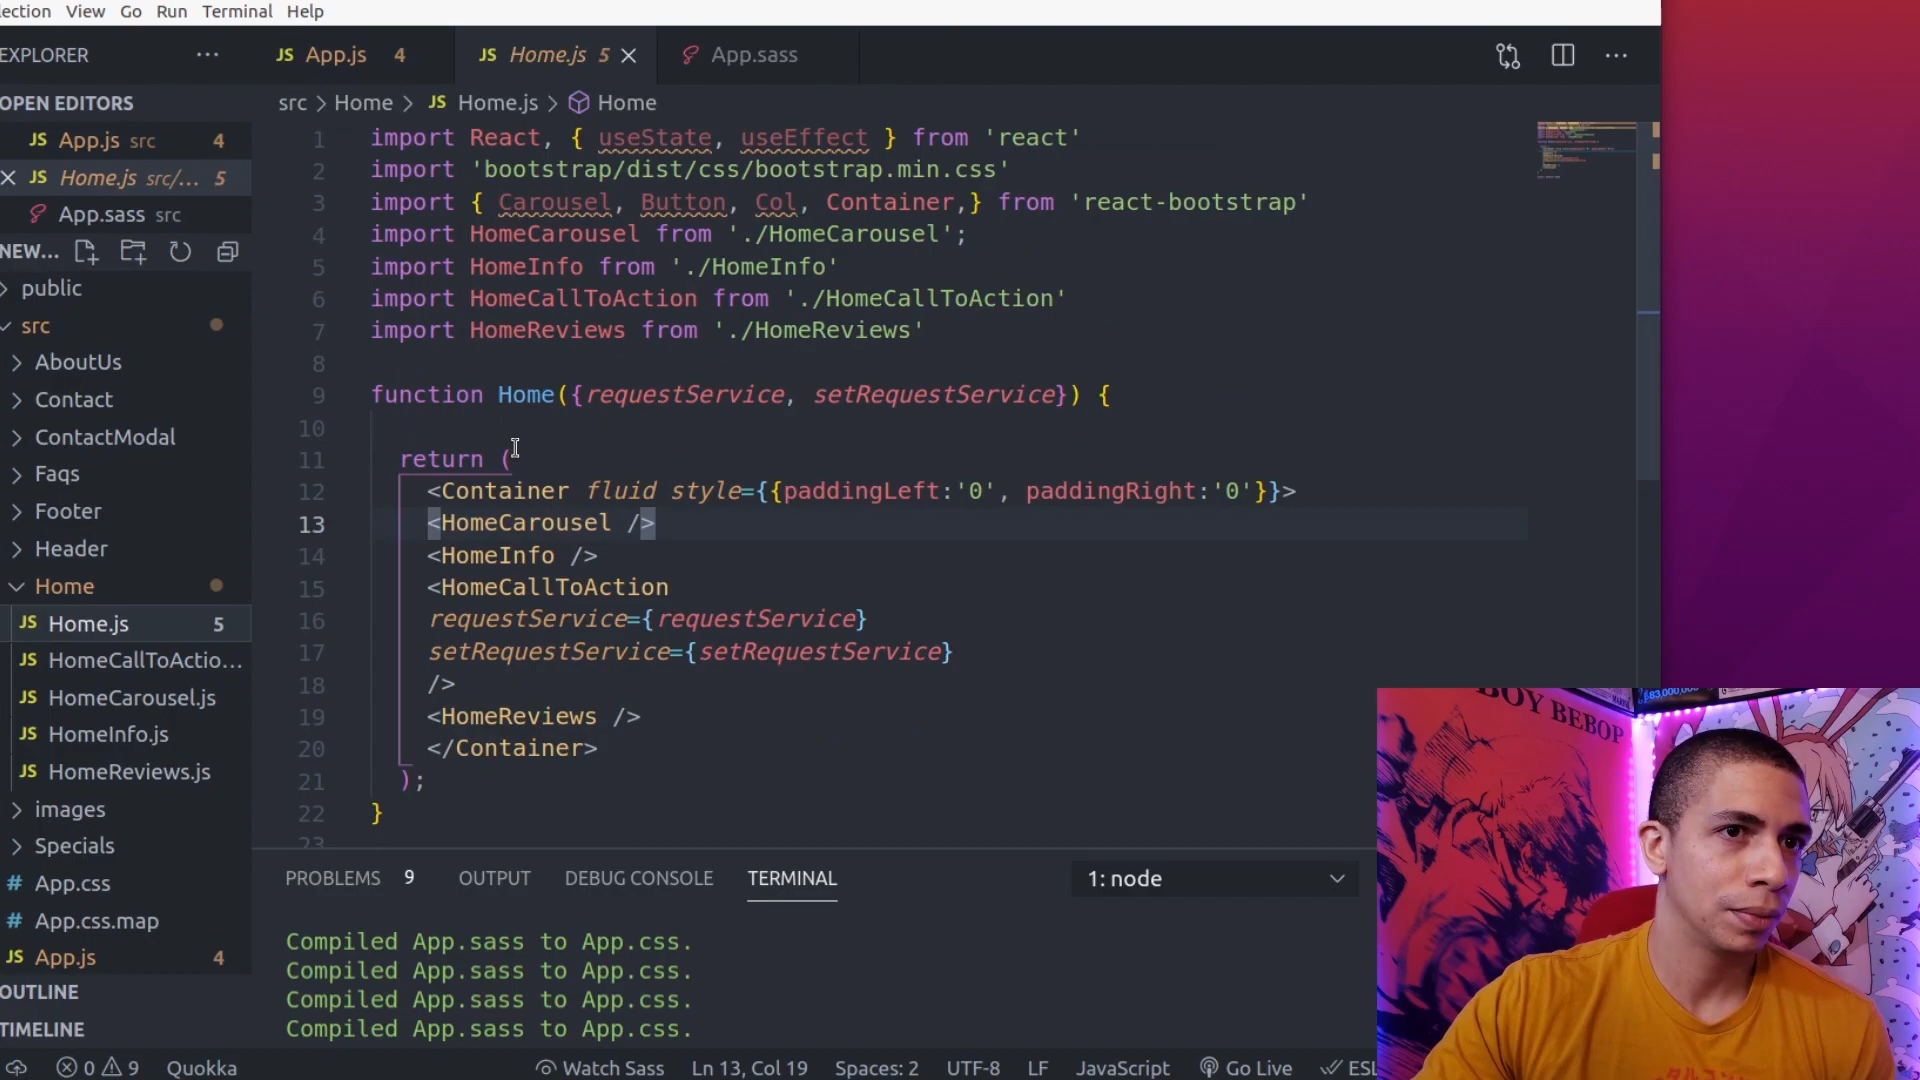 lection View Go Run Terminal Help
EXPLORER ···
JS App.js 4 JS Home.js 5 App.sass ···
OPEN EDITORS
JS App.js src 4
JS Home.js src/... 5
App.sass src
NEW...
public
src
AboutUs
Contact
ContactModal
Faqs
Footer
Header
Home
JS Home.js 5
JS HomeCallToActio...
JS HomeCarousel.js
JS HomeInfo.js
JS HomeReviews.js
images
Specials
# App.css
# App.css.map
JS App.js 4
OUTLINE
TIMELINE
src > Home > JS Home.js > Home
1 import React, { useState, useEffect } from 'react'
2 import 'bootstrap/dist/css/bootstrap.min.css'
3 import { Carousel, Button, Col, Container,} from 'react-bootstrap'
4 import HomeCarousel from './HomeCarousel';
5 import HomeInfo from './HomeInfo'
6 import HomeCallToAction from './HomeCallToAction'
7 import HomeReviews from './HomeReviews'
8
9 function Home({requestService, setRequestService}) {
10
11 return (
12 <Container fluid style={{paddingLeft:'0', paddingRight:'0'}}>
13 <HomeCarousel />
14 <HomeInfo />
15 <HomeCallToAction
16 requestService={requestService}
17 setRequestService={setRequestService}
18 />
19 <HomeReviews />
20 </Container>
21 );
22 }
23
PROBLEMS 9 OUTPUT DEBUG CONSOLE TERMINAL 1: node
Compiled App.sass to App.css.
Compiled App.sass to App.css.
Compiled App.sass to App.css.
Compiled App.sass to App.css.
0 9 Quokka Watch Sass Ln 13, Col 19 Spaces: 2 UTF-8 LF JavaScript Go Live ESL
BOY BEBOP
$83,000,000